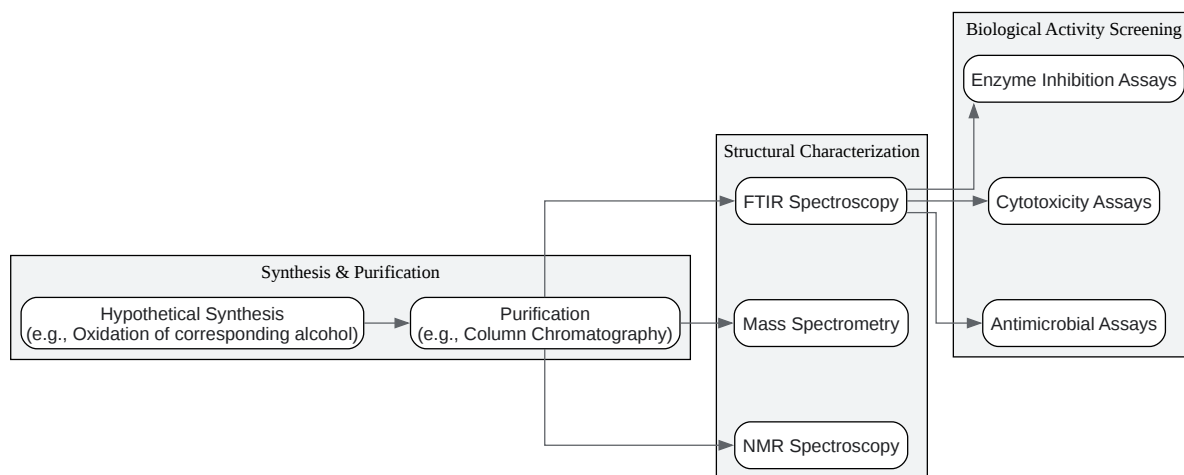 Biological Activity Screening
Enzyme Inhibition Assays
Structural Characterization
FTIR Spectroscopy
Cytotoxicity Assays
Synthesis & Purification
Hypothetical Synthesis
(e.g., Oxidation of corresponding alcohol)
Purification
(e.g., Column Chromatography)
Mass Spectrometry
Antimicrobial Assays
NMR Spectroscopy